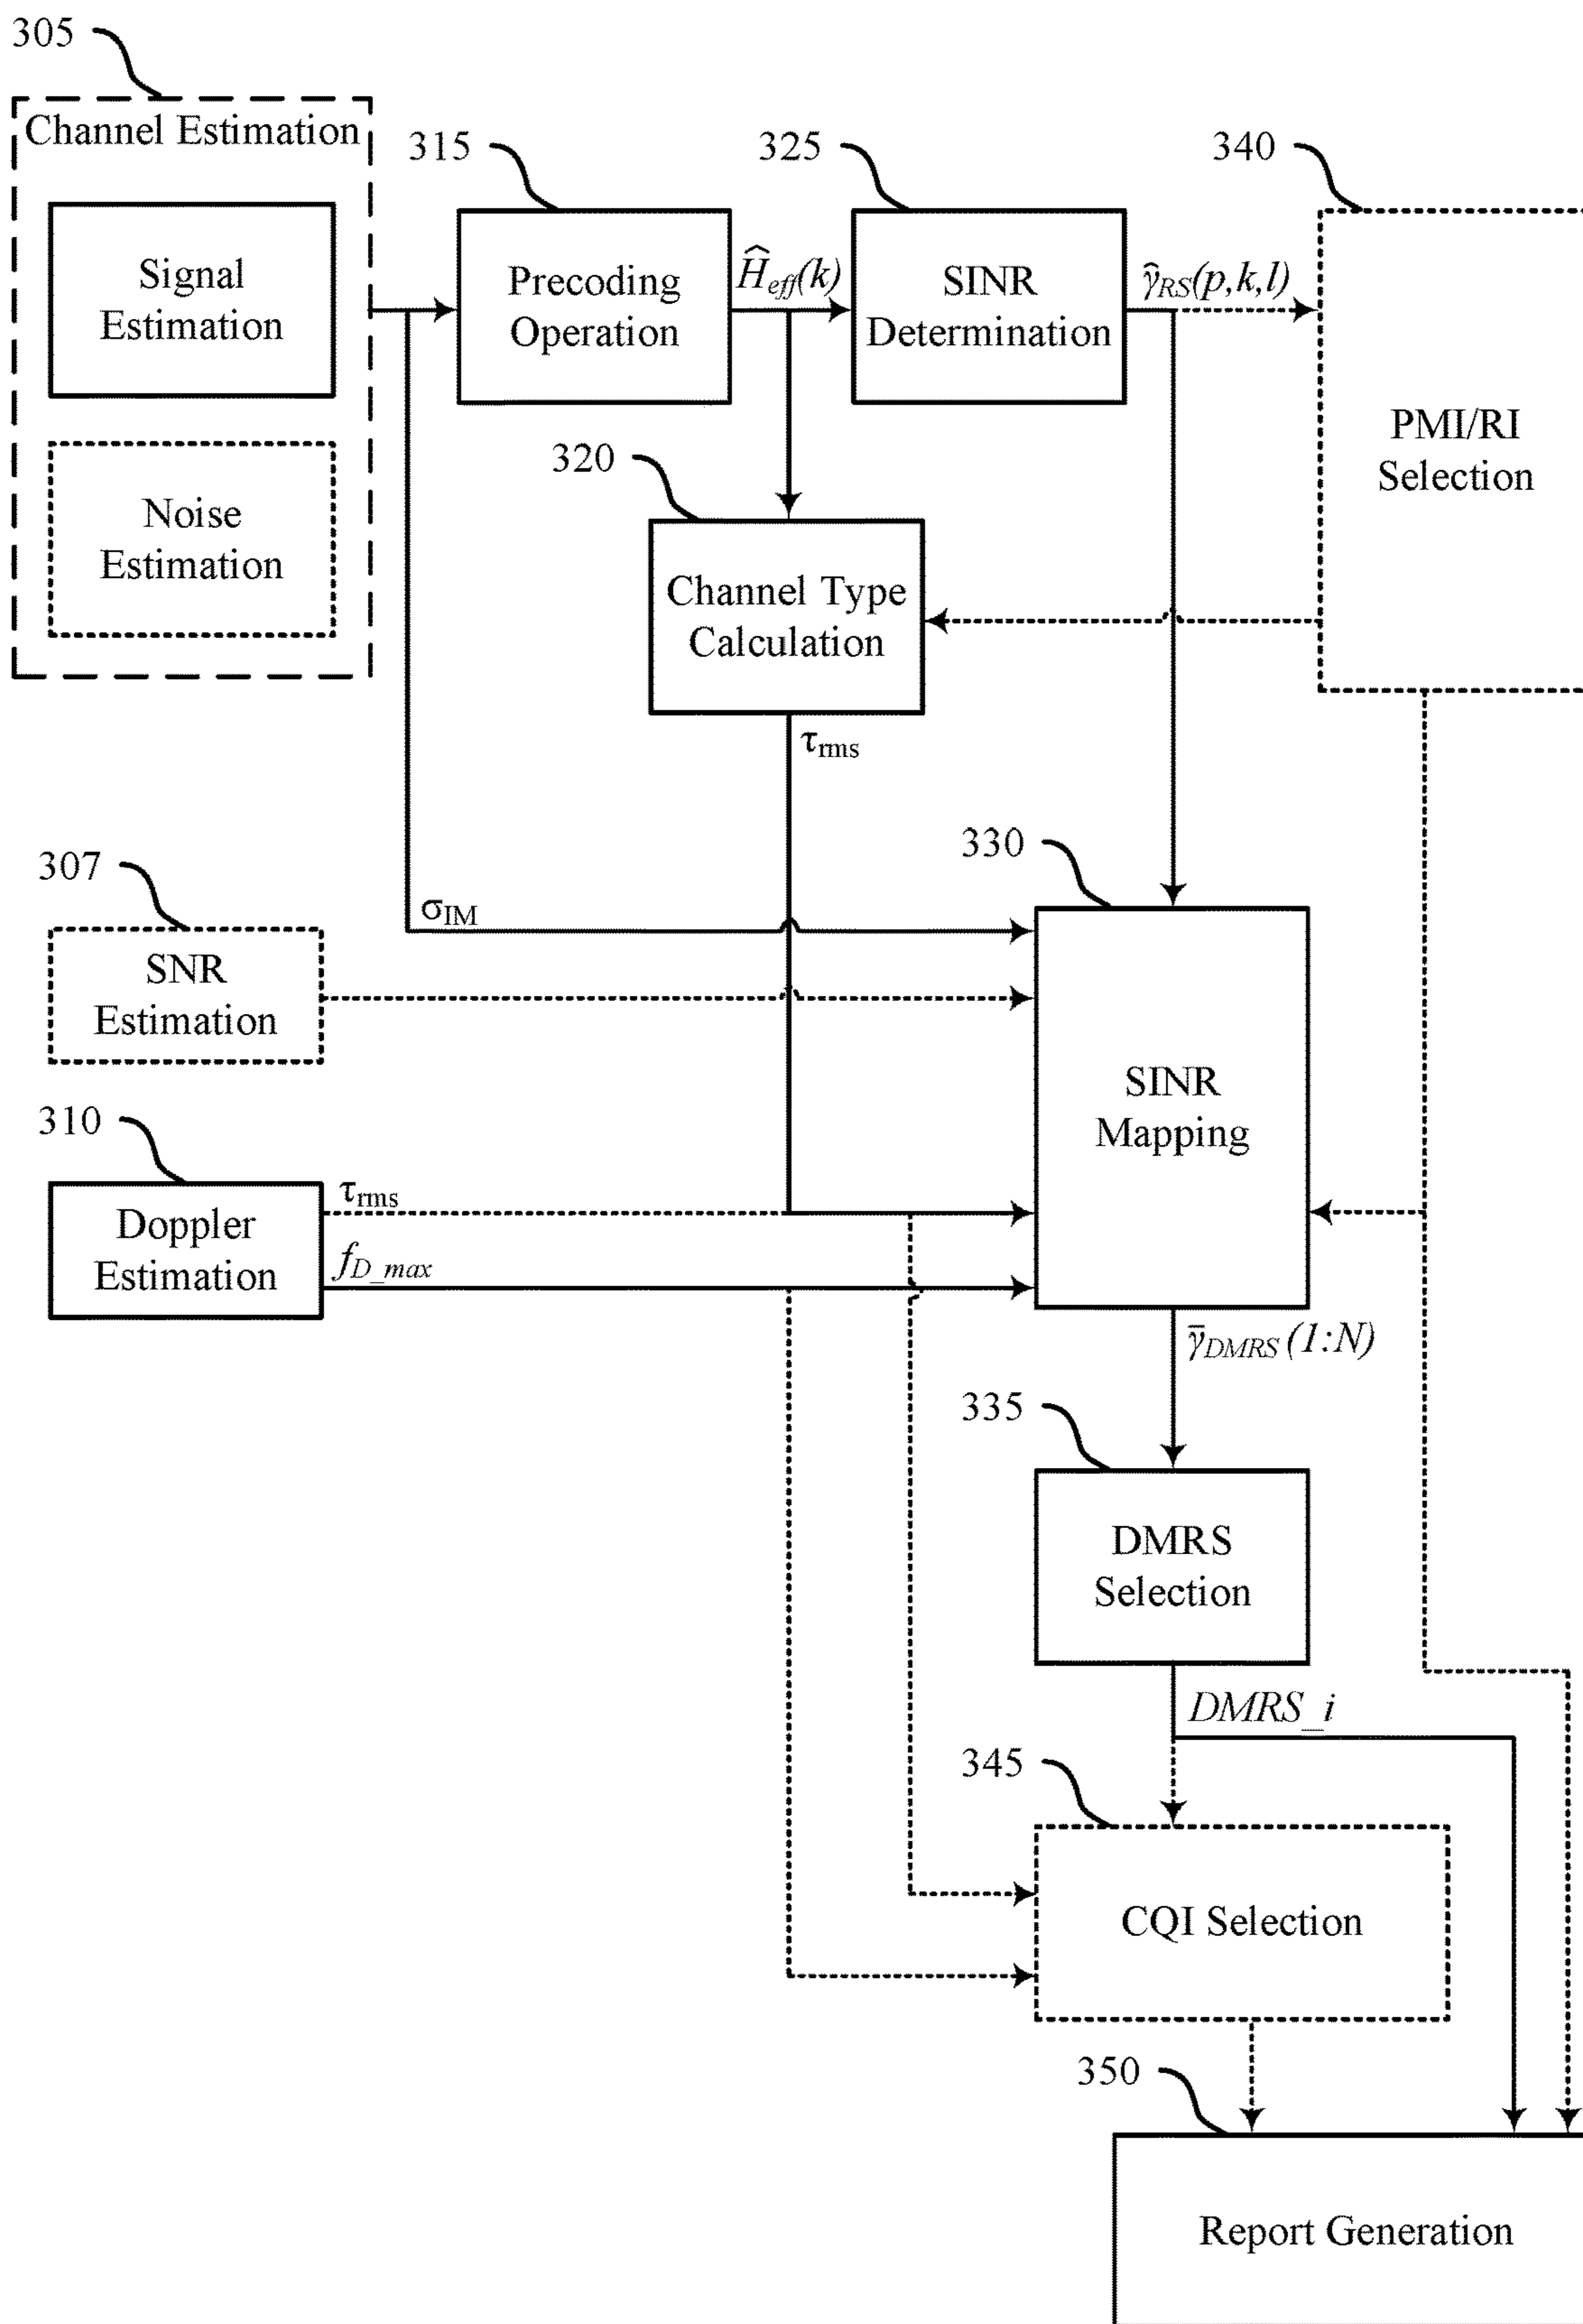 305
Channel Estimation
Signal
Estimation
Noise
Estimation
315
Precoding
Operation
Ĥeff(k)
325
SINR
Determination
γ̂RS(p,k,l)
340
PMI/RI
Selection
320
Channel Type
Calculation
τrms
307
SNR
Estimation
σIM
330
SINR
Mapping
310
Doppler
Estimation
τrms
fD_max
γ̄DMRS(1:N)
335
DMRS
Selection
DMRS_i
345
CQI Selection
350
Report Generation